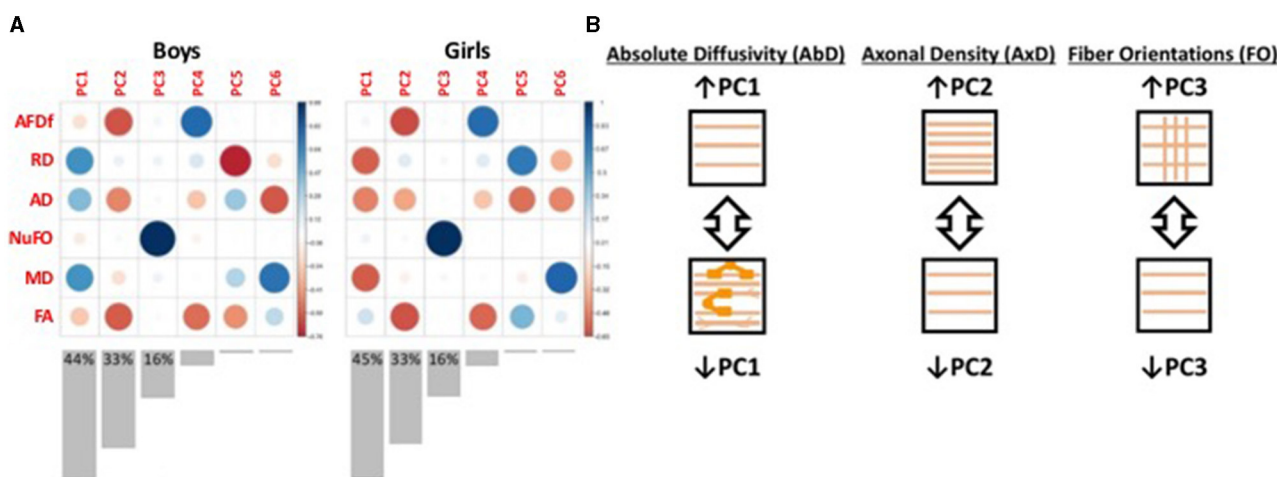 A
B
Boys
Girls
Absolute Diffusivity (AbD)
Axonal Density (AxD)
Fiber Orientations (FO)
PC1 PC2 PC3 PC4 PC5 PC6
PC1 PC2 PC3 PC4 PC5 PC6
↑PC1
↑PC2
↑PC3
AFDf
RD
AD
NuFO
MD
FA
44% 33% 16%
45% 33% 16%
↓PC1
↓PC2
↓PC3